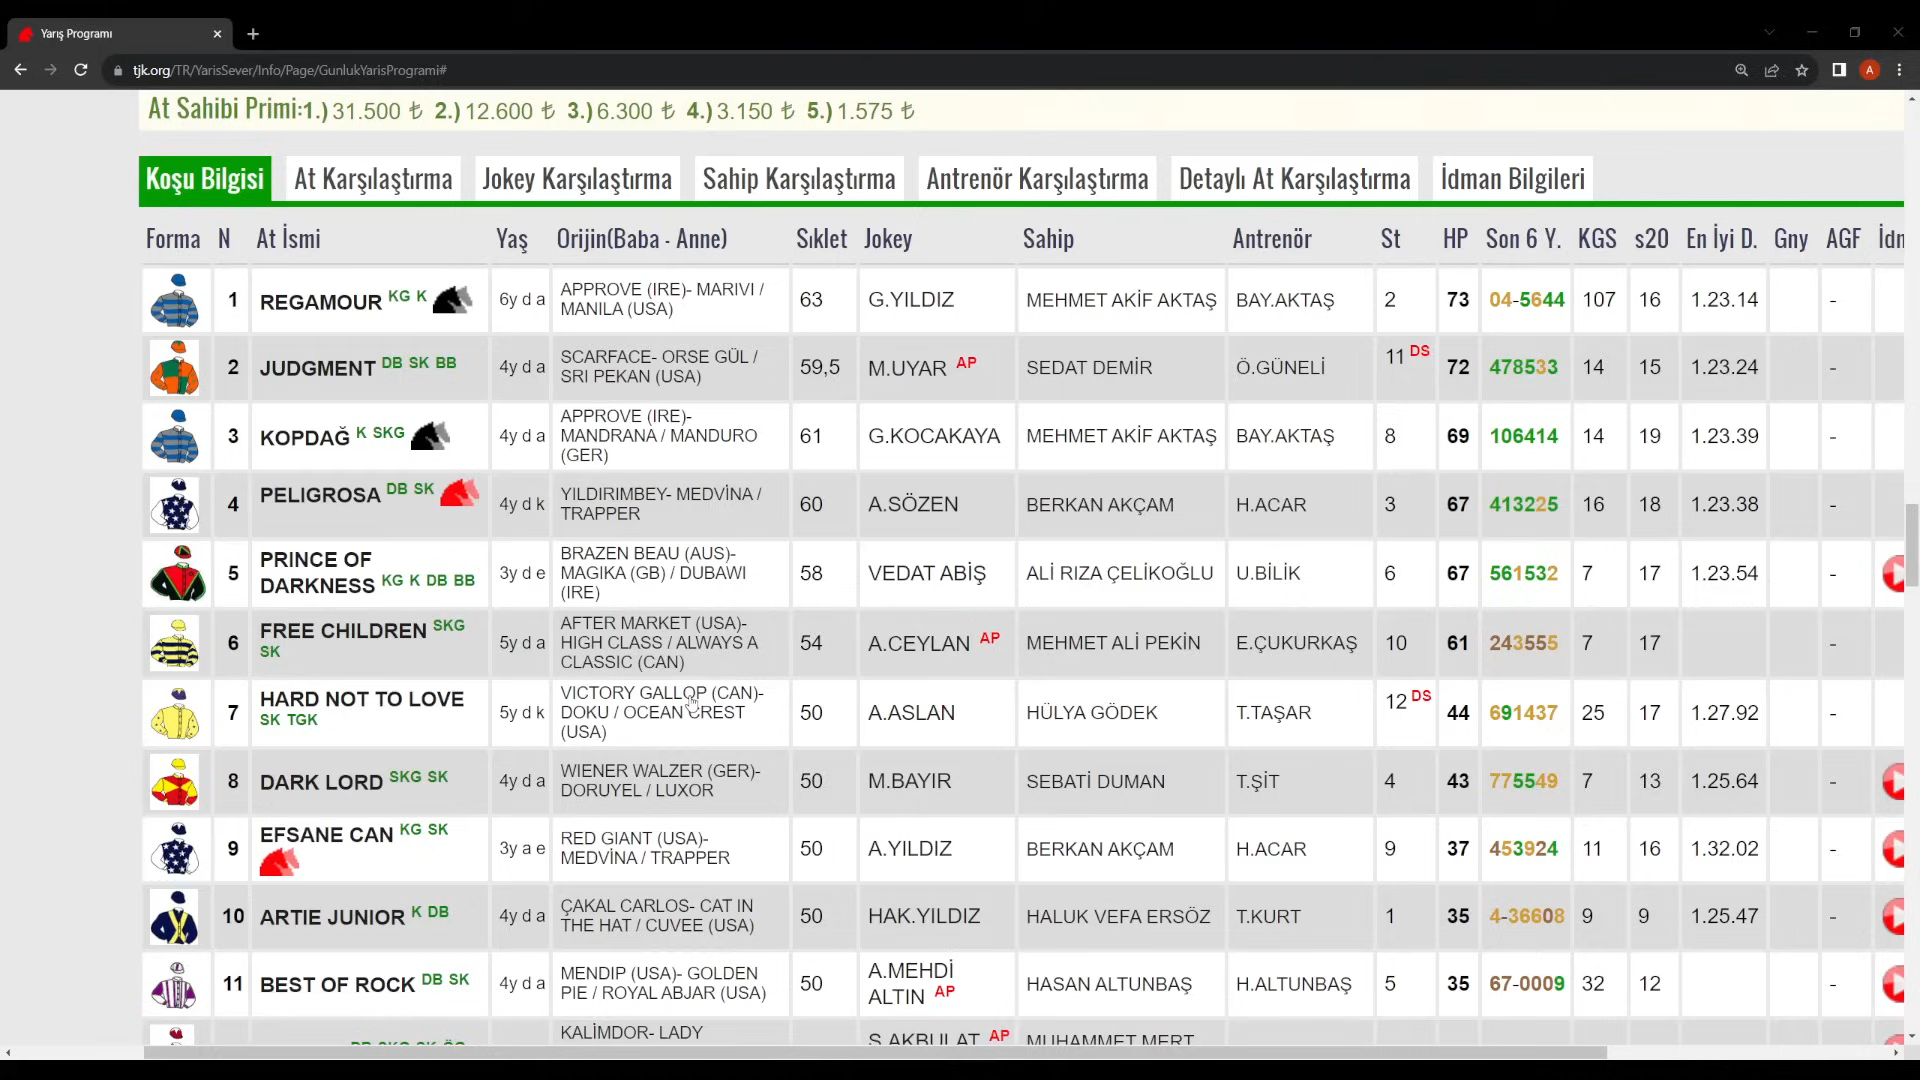 Yarış Programı
tjk.org/TR/YarisSever/Info/Page/GunlukYarisProgrami#
A
At Sahibi Primi:1.) 31.500 ₺ 2.) 12.600 ₺ 3.) 6.300 ₺ 4.) 3.150 ₺ 5.) 1.575 ₺
Koşu Bilgisi At Karşılaştırma Jokey Karşılaştırma Sahip Karşılaştırma Antrenör Karşılaştırma Detaylı At Karşılaştırma İdman Bilgileri
Forma N At İsmi Yaş Orijin(Baba - Anne) Sıklet Jokey Sahip Antrenör St HP Son 6 Y. KGS s20 En İyi D. Gny AGF
1 REGAMOUR KG K 6y d a APPROVE (IRE)- MARIVI / MANILA (USA) 63 G.YILDIZ MEHMET AKİF AKTAŞ BAY.AKTAŞ 2 73 04-5644 107 16 1.23.14 -
2 JUDGMENT DB SK BB 4y d a SCARFACE- ORSE GÜL / SRI PEKAN (USA) 59,5 M.UYAR AP SEDAT DEMİR Ö.GÜNELİ 11 DS 72 478533 14 15 1.23.24 -
3 KOPDAĞ K SKG 4y d a APPROVE (IRE)- MANDRANA / MANDURO (GER) 61 G.KOCAKAYA MEHMET AKİF AKTAŞ BAY.AKTAŞ 8 69 106414 14 19 1.23.39 -
4 PELIGROSA DB SK 4y d k YILDIRIMBEY- MEDVİNA / TRAPPER 60 A.SÖZEN BERKAN AKÇAM H.ACAR 3 67 413225 16 18 1.23.38 -
5 PRINCE OF DARKNESS KG K DB BB 3y d e BRAZEN BEAU (AUS)- MAGIKA (GB) / DUBAWI (IRE) 58 VEDAT ABİŞ ALİ RIZA ÇELİKOĞLU U.BİLİK 6 67 561532 7 17 1.23.54 -
6 FREE CHILDREN SKG SK 5y d a AFTER MARKET (USA)- HIGH CLASS / ALWAYS A CLASSIC (CAN) 54 A.CEYLAN AP MEHMET ALİ PEKİN E.ÇUKURKAŞ 10 61 243555 7 17 -
7 HARD NOT TO LOVE SK TGK 5y d k VICTORY GALLOP (CAN)- DOKU / OCEAN CREST (USA) 50 A.ASLAN HÜLYA GÖDEK T.TAŞAR 12 DS 44 691437 25 17 1.27.92 -
8 DARK LORD SKG SK 4y d a WIENER WALZER (GER)- DORUYEL / LUXOR 50 M.BAYIR SEBATİ DUMAN T.ŞİT 4 43 775549 7 13 1.25.64 -
9 EFSANE CAN KG SK 3y a e RED GIANT (USA)- MEDVİNA / TRAPPER 50 A.YILDIZ BERKAN AKÇAM H.ACAR 9 37 453924 11 16 1.32.02 -
10 ARTIE JUNIOR K DB 4y d a ÇAKAL CARLOS- CAT IN THE HAT / CUVEE (USA) 50 HAK.YILDIZ HALUK VEFA ERSÖZ T.KURT 1 35 4-36608 9 9 1.25.47 -
11 BEST OF ROCK DB SK 4y d a MENDIP (USA)- GOLDEN PIE / ROYAL ABJAR (USA) 50 A.MEHDİ ALTIN AP HASAN ALTUNBAŞ H.ALTUNBAŞ 5 35 67-0009 32 12 -
KALİMDOR- LADY S.AKBULAT AP MUHAMMET MERT